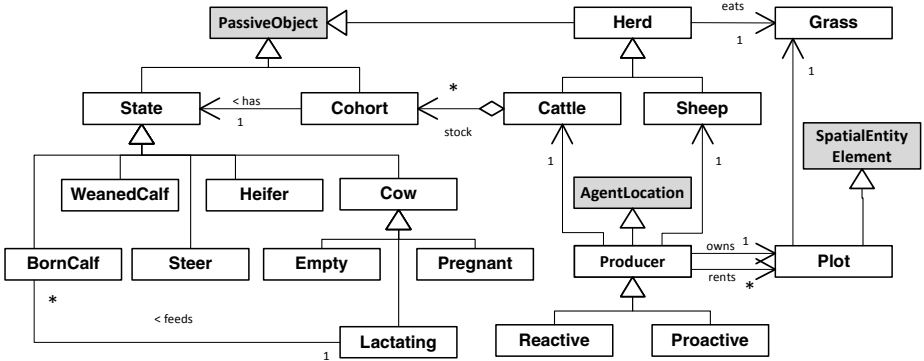 PassiveObject
Herd
eats
1
Grass
State
< has
1
Cohort
*
stock
Cattle
Sheep
1
SpatialEntity
Element
1
1
AgentLocation
WeanedCalf
Heifer
Cow
BornCalf
Steer
Empty
Pregnant
Producer
owns
1
rents
*
Plot
*
< feeds
1
Lactating
Reactive
Proactive